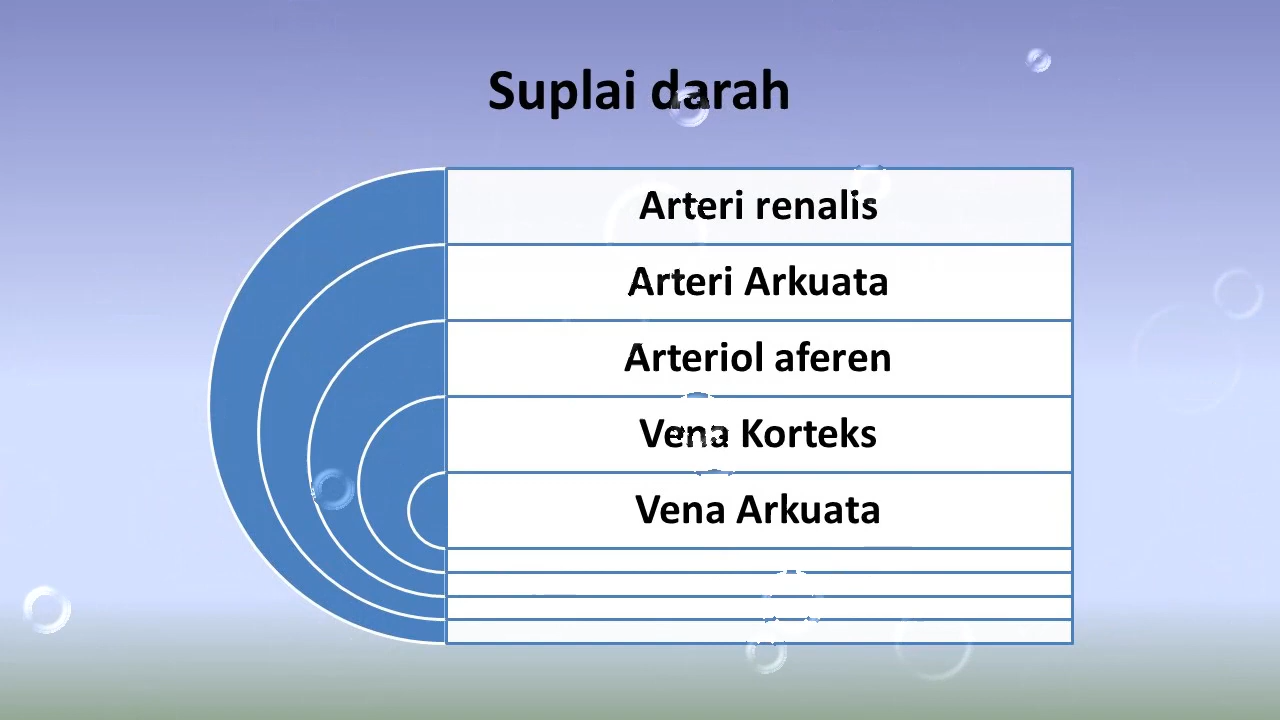 Suplai darah
Arteri renalis
Arteri Arkuata
Arteriol aferen
Vena Korteks
Vena Arkuata